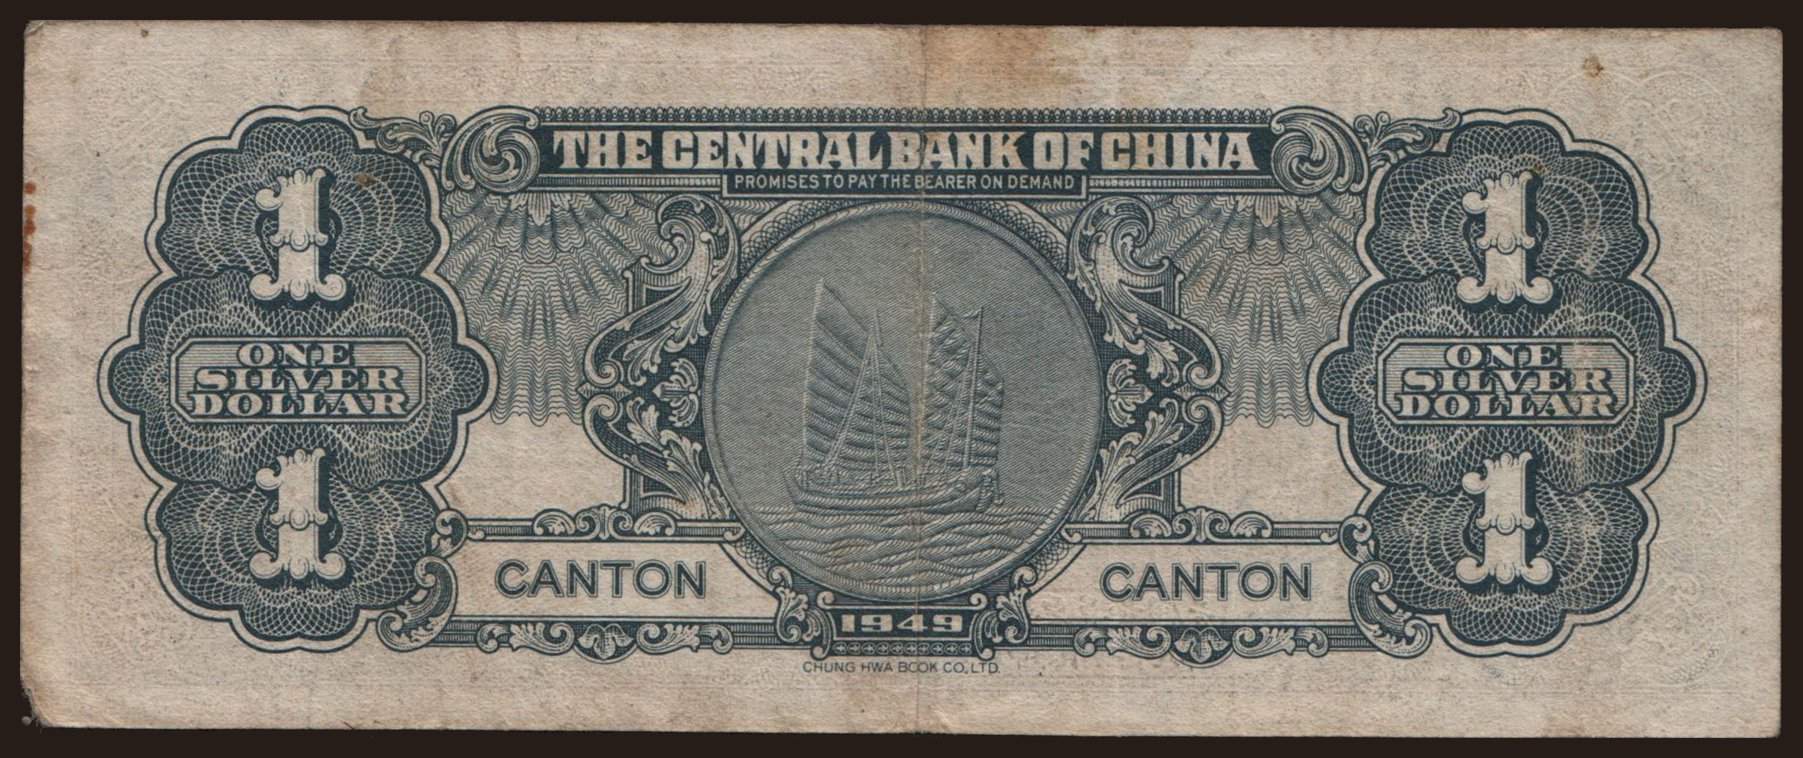 THE CENTRAL BANK OF CHINA
PROMISES TO PAY THE BEARER ON DEMAND
1
1
ONE
SILVER
DOLLAR
ONE
SILVER
DOLLAR
1
1
CANTON
CANTON
1949
CHUNG HWA BOOK CO., LTD.